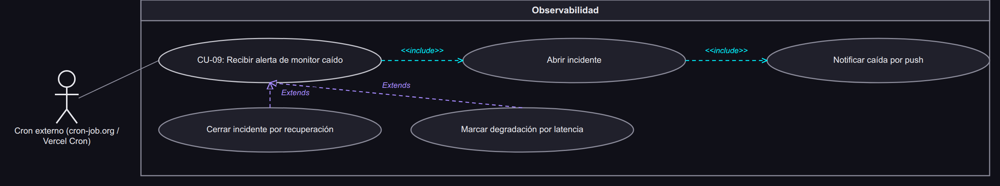 Observabilidad
CU-09: Recibir alerta de monitor caído
<<include>>
Abrir incidente
<<include>>
Notificar caída por push
Extends
Extends
Cerrar incidente por recuperación
Marcar degradación por latencia
Cron externo (cron-job.org /
Vercel Cron)